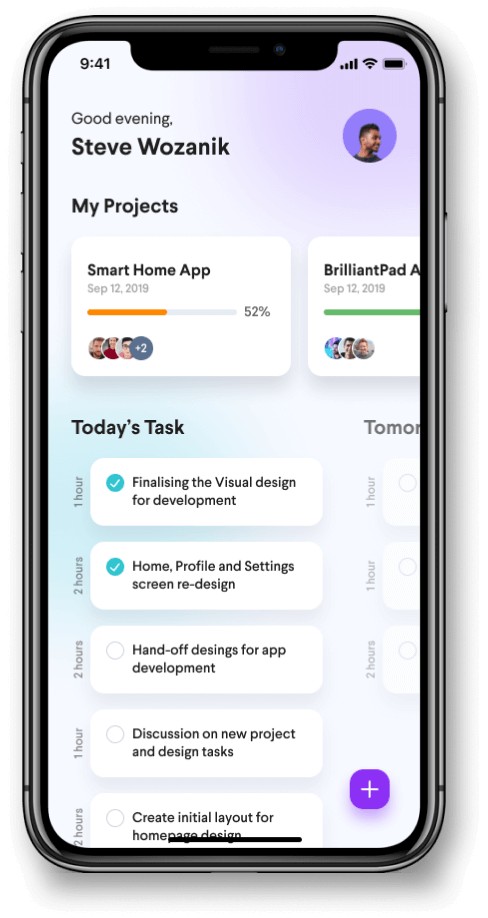 9:41
Good evening,
Steve Wozanik
My Projects
Smart Home App
Sep 12, 2019
52%
+2
BrilliantPad A
Sep 12, 2019
Today's Task
Tomor
1 hour
Finalising the Visual design
for development
1 hour
2 hours
Home, Profile and Settings
screen re-design
1 hour
2 hours
Hand-off desings for app
development
2 hours
1 hour
Discussion on new project
and design tasks
2 hours
Create initial layout for
homepage design